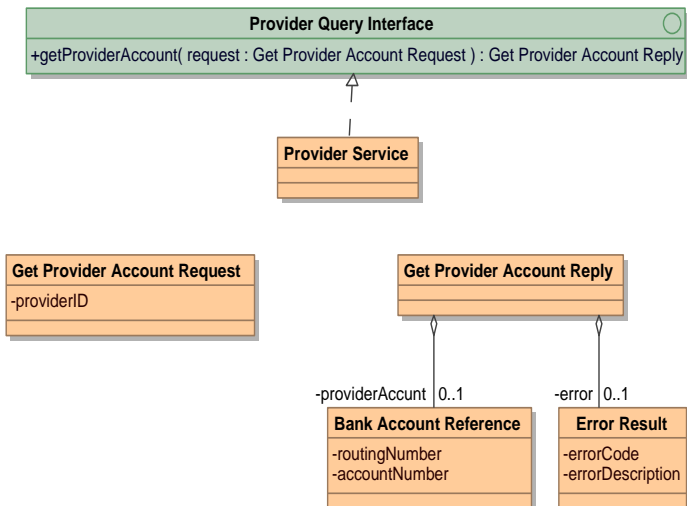 Provider Query Interface
+getProviderAccount( request : Get Provider Account Request ) : Get Provider Account Reply
Provider Service
Get Provider Account Request
-providerID
Get Provider Account Reply
-providerAccunt 0..1
-error 0..1
Bank Account Reference
-routingNumber
-accountNumber
Error Result
-errorCode
-errorDescription